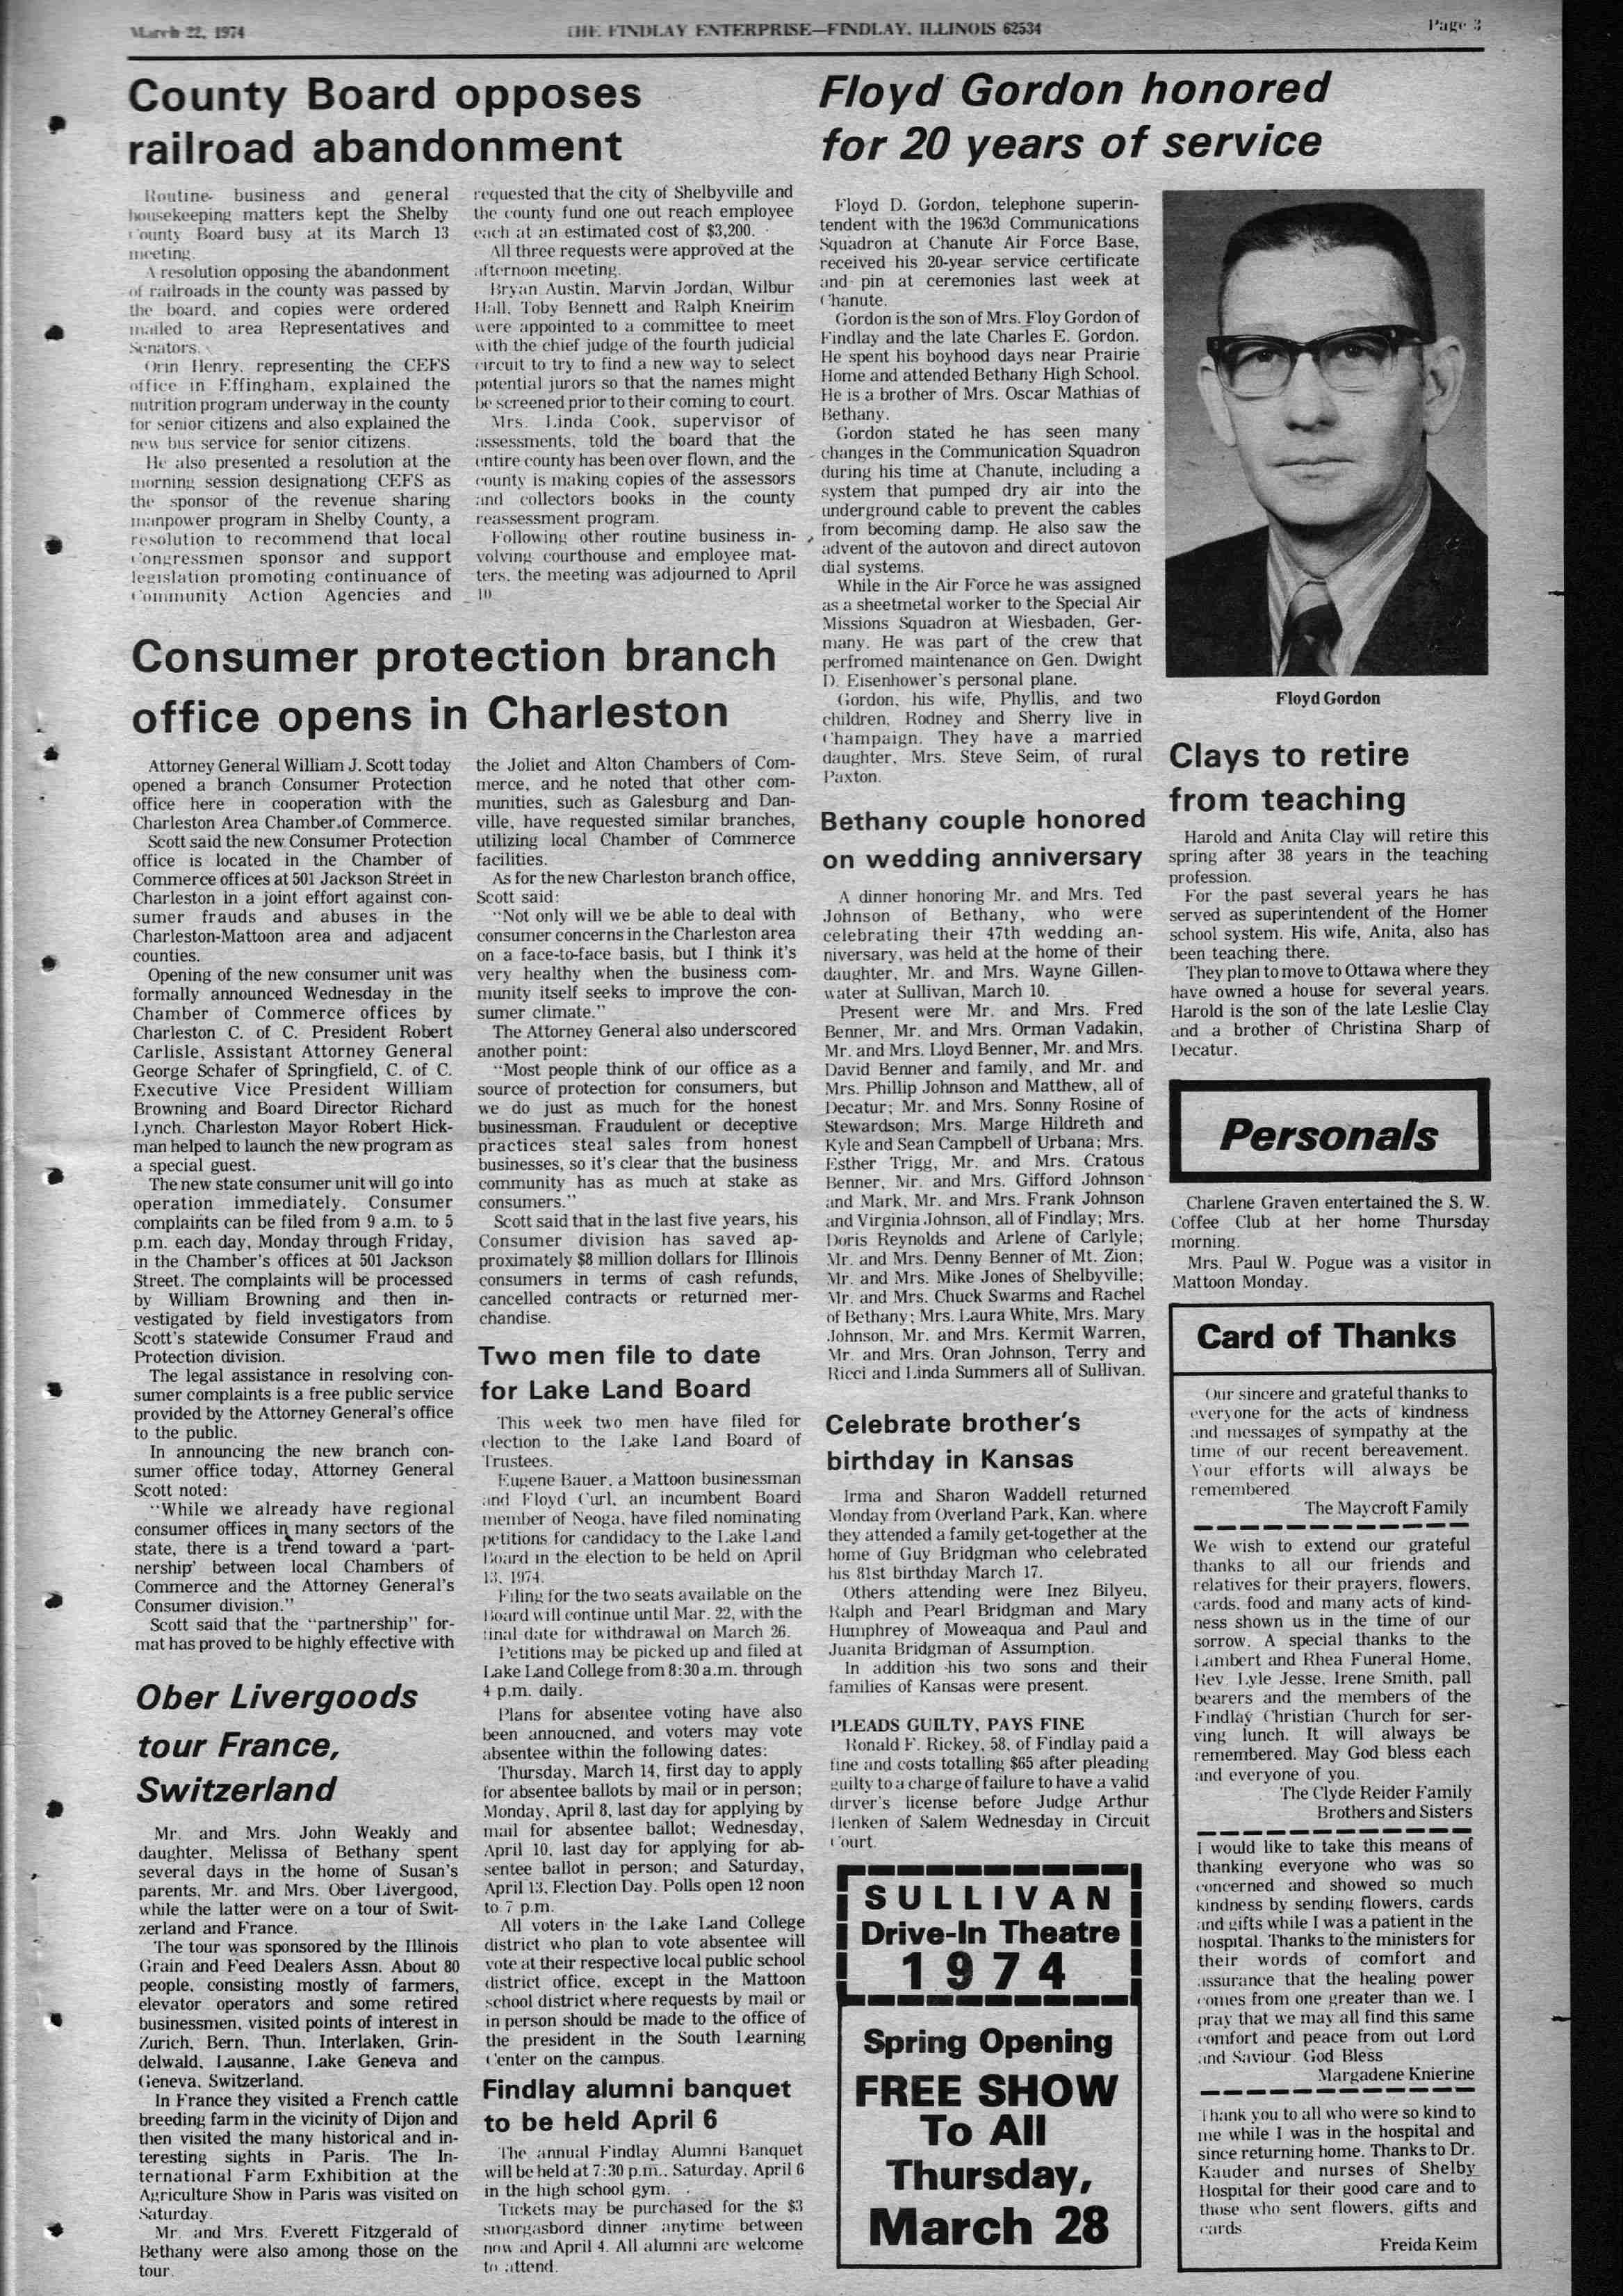 March 22, 1974
THE FINDLAY ENTERPRISE—FINDLAY, ILLINOIS 62534
Page 3
County Board opposes
railroad abandonment
Routine business and general
housekeeping matters kept the Shelby
County Board busy at its March 13
meeting.
A resolution opposing the abandonment
of railroads in the county was passed by
the board, and copies were ordered
mailed to area Representatives and
Senators.
Orin Henry, representing the CEFS
office in Effingham, explained the
nutrition program underway in the county
for senior citizens and also explained the
new bus service for senior citizens.
He also presented a resolution at the
morning session designationg CEFS as
the sponsor of the revenue sharing
manpower program in Shelby County, a
resolution to recommend that local
Congressmen sponsor and support
legislation promoting continuance of
Community Action Agencies and
requested that the city of Shelbyville and
the county fund one out reach employee
each at an estimated cost of $3,200.
All three requests were approved at the
afternoon meeting.
Bryan Austin, Marvin Jordan, Wilbur
Hall, Toby Bennett and Ralph Kneirim
were appointed to a committee to meet
with the chief judge of the fourth judicial
circuit to try to find a new way to select
potential jurors so that the names might
be screened prior to their coming to court.
Mrs. Linda Cook, supervisor of
assessments, told the board that the
entire county has been over flown, and the
county is making copies of the assessors
and collectors books in the county
reassessment program.
Following other routine business in-
volving courthouse and employee mat-
ters, the meeting was adjourned to April
10
Consumer protection branch
office opens in Charleston
Attorney General William J. Scott today
opened a branch Consumer Protection
office here in cooperation with the
Charleston Area Chamber of Commerce.
Scott said the new Consumer Protection
office is located in the Chamber of
Commerce offices at 501 Jackson Street in
Charleston in a joint effort against con-
sumer frauds and abuses in the
Charleston-Mattoon area and adjacent
counties.
Opening of the new consumer unit was
formally announced Wednesday in the
Chamber of Commerce offices by
Charleston C. of C. President Robert
Carlisle, Assistant Attorney General
George Schafer of Springfield, C. of C.
Executive Vice President William
Browning and Board Director Richard
Lynch. Charleston Mayor Robert Hick-
man helped to launch the new program as
a special guest.
The new state consumer unit will go into
operation immediately. Consumer
complaints can be filed from 9 a.m. to 5
p.m. each day, Monday through Friday,
in the Chamber's offices at 501 Jackson
Street. The complaints will be processed
by William Browning and then in-
vestigated by field investigators from
Scott's statewide Consumer Fraud and
Protection division.
The legal assistance in resolving con-
sumer complaints is a free public service
provided by the Attorney General's office
to the public.
In announcing the new branch con-
sumer office today, Attorney General
Scott noted:
"While we already have regional
consumer offices in many sectors of the
state, there is a trend toward a 'part-
nership' between local Chambers of
Commerce and the Attorney General's
Consumer division."
Scott said that the "partnership" for-
mat has proved to be highly effective with
the Joliet and Alton Chambers of Com-
merce, and he noted that other com-
munities, such as Galesburg and Dan-
ville, have requested similar branches,
utilizing local Chamber of Commerce
facilities.
As for the new Charleston branch office,
Scott said:
"Not only will we be able to deal with
consumer concerns in the Charleston area
on a face-to-face basis, but I think it's
very healthy when the business com-
munity itself seeks to improve the con-
sumer climate."
The Attorney General also underscored
another point:
"Most people think of our office as a
source of protection for consumers, but
we do just as much for the honest
businessman. Fraudulent or deceptive
practices steal sales from honest
businesses, so it's clear that the business
community has as much at stake as
consumers."
Scott said that in the last five years, his
Consumer division has saved ap-
proximately $8 million dollars for Illinois
consumers in terms of cash refunds,
cancelled contracts or returned mer-
chandise.
Ober Livergoods
tour France,
Switzerland
Mr. and Mrs. John Weakly and
daughter, Melissa of Bethany spent
several days in the home of Susan's
parents, Mr. and Mrs. Ober Livergood,
while the latter were on a tour of Swit-
zerland and France.
The tour was sponsored by the Illinois
Grain and Feed Dealers Assn. About 80
people, consisting mostly of farmers,
elevator operators and some retired
businessmen, visited points of interest in
Zurich, Bern, Thun, Interlaken, Grin-
delwald, Lausanne, Lake Geneva and
Geneva, Switzerland.
In France they visited a French cattle
breeding farm in the vicinity of Dijon and
then visited the many historical and in-
teresting sights in Paris. The In-
ternational Farm Exhibition at the
Agriculture Show in Paris was visited on
Saturday.
Mr. and Mrs. Everett Fitzgerald of
Bethany were also among those on the
tour.
Two men file to date
for Lake Land Board
This week two men have filed for
election to the Lake Land Board of
Trustees.
Eugene Bauer, a Mattoon businessman
and Floyd Curl, an incumbent Board
member of Neoga, have filed nominating
petitions for candidacy to the Lake Land
Board in the election to be held on April
13, 1974.
Filing for the two seats available on the
Board will continue until Mar. 22, with the
final date for withdrawal on March 26.
Petitions may be picked up and filed at
Lake Land College from 8:30 a.m. through
4 p.m. daily.
Plans for absentee voting have also
been annoucned, and voters may vote
absentee within the following dates:
Thursday, March 14, first day to apply
for absentee ballots by mail or in person;
Monday, April 8, last day for applying by
mail for absentee ballot; Wednesday,
April 10, last day for applying for ab-
sentee ballot in person; and Saturday,
April 13, Election Day. Polls open 12 noon
to 7 p.m.
All voters in the Lake Land College
district who plan to vote absentee will
vote at their respective local public school
district office, except in the Mattoon
school district where requests by mail or
in person should be made to the office of
the president in the South Learning
Center on the campus.
Findlay alumni banquet
to be held April 6
The annual Findlay Alumni Banquet
will be held at 7:30 p.m., Saturday, April 6
in the high school gym.
Tickets may be purchased for the $3
smorgasbord dinner anytime between
now and April 4. All alumni are welcome
to attend.
Floyd Gordon honored
for 20 years of service
Floyd D. Gordon, telephone superin-
tendent with the 1963d Communications
Squadron at Chanute Air Force Base,
received his 20-year service certificate
and pin at ceremonies last week at
Chanute.
Gordon is the son of Mrs. Floy Gordon of
Findlay and the late Charles E. Gordon.
He spent his boyhood days near Prairie
Home and attended Bethany High School.
He is a brother of Mrs. Oscar Mathias of
Bethany.
Gordon stated he has seen many
changes in the Communication Squadron
during his time at Chanute, including a
system that pumped dry air into the
underground cable to prevent the cables
from becoming damp. He also saw the
advent of the autovon and direct autovon
dial systems.
While in the Air Force he was assigned
as a sheetmetal worker to the Special Air
Missions Squadron at Wiesbaden, Ger-
many. He was part of the crew that
perfromed maintenance on Gen. Dwight
D. Eisenhower's personal plane.
Gordon, his wife, Phyllis, and two
children, Rodney and Sherry live in
Champaign. They have a married
daughter, Mrs. Steve Seim, of rural
Paxton.
Floyd Gordon
Bethany couple honored
on wedding anniversary
A dinner honoring Mr. and Mrs. Ted
Johnson of Bethany, who were
celebrating their 47th wedding an-
niversary, was held at the home of their
daughter, Mr. and Mrs. Wayne Gillen-
water at Sullivan, March 10.
Present were Mr. and Mrs. Fred
Benner, Mr. and Mrs. Orman Vadakin,
Mr. and Mrs. Lloyd Benner, Mr. and Mrs.
David Benner and family, and Mr. and
Mrs. Phillip Johnson and Matthew, all of
Decatur; Mr. and Mrs. Sonny Rosine of
Stewardson; Mrs. Marge Hildreth and
Kyle and Sean Campbell of Urbana; Mrs.
Esther Trigg, Mr. and Mrs. Cratous
Benner, Mr. and Mrs. Gifford Johnson
and Mark, Mr. and Mrs. Frank Johnson
and Virginia Johnson, all of Findlay; Mrs.
Doris Reynolds and Arlene of Carlyle;
Mr. and Mrs. Denny Benner of Mt. Zion;
Mr. and Mrs. Mike Jones of Shelbyville;
Mr. and Mrs. Chuck Swarms and Rachel
of Bethany; Mrs. Laura White, Mrs. Mary
Johnson, Mr. and Mrs. Kermit Warren,
Mr. and Mrs. Oran Johnson, Terry and
Ricci and Linda Summers all of Sullivan.
Celebrate brother's
birthday in Kansas
Irma and Sharon Waddell returned
Monday from Overland Park, Kan. where
they attended a family get-together at the
home of Guy Bridgman who celebrated
his 81st birthday March 17.
Others attending were Inez Bilyeu,
Ralph and Pearl Bridgman and Mary
Humphrey of Moweaqua and Paul and
Juanita Bridgman of Assumption.
In addition his two sons and their
families of Kansas were present.
PLEADS GUILTY, PAYS FINE
Ronald F. Rickey, 58, of Findlay paid a
fine and costs totalling $65 after pleading
guilty to a charge of failure to have a valid
dirver's license before Judge Arthur
Henken of Salem Wednesday in Circuit
Court.
SULLIVAN
Drive-In Theatre
1974
Spring Opening
FREE SHOW
To All
Thursday,
March 28
Clays to retire
from teaching
Harold and Anita Clay will retire this
spring after 38 years in the teaching
profession.
For the past several years he has
served as superintendent of the Homer
school system. His wife, Anita, also has
been teaching there.
They plan to move to Ottawa where they
have owned a house for several years.
Harold is the son of the late Leslie Clay
and a brother of Christina Sharp of
Decatur.
Personals
Charlene Graven entertained the S. W.
Coffee Club at her home Thursday
morning.
Mrs. Paul W. Pogue was a visitor in
Mattoon Monday.
Card of Thanks
Our sincere and grateful thanks to
everyone for the acts of kindness
and messages of sympathy at the
time of our recent bereavement.
Your efforts will always be
remembered
The Maycroft Family
We wish to extend our grateful
thanks to all our friends and
relatives for their prayers, flowers,
cards, food and many acts of kind-
ness shown us in the time of our
sorrow. A special thanks to the
Lambert and Rhea Funeral Home,
Rev. Lyle Jesse, Irene Smith, pall
bearers and the members of the
Findlay Christian Church for ser-
ving lunch. It will always be
remembered. May God bless each
and everyone of you.
The Clyde Reider Family
Brothers and Sisters
I would like to take this means of
thanking everyone who was so
concerned and showed so much
kindness by sending flowers, cards
and gifts while I was a patient in the
hospital. Thanks to the ministers for
their words of comfort and
assurance that the healing power
comes from one greater than we. I
pray that we may all find this same
comfort and peace from out Lord
and Saviour. God Bless
Margadene Knierine
Thank you to all who were so kind to
me while I was in the hospital and
since returning home. Thanks to Dr.
Kauder and nurses of Shelby
Hospital for their good care and to
those who sent flowers, gifts and
cards.
Freida Keim